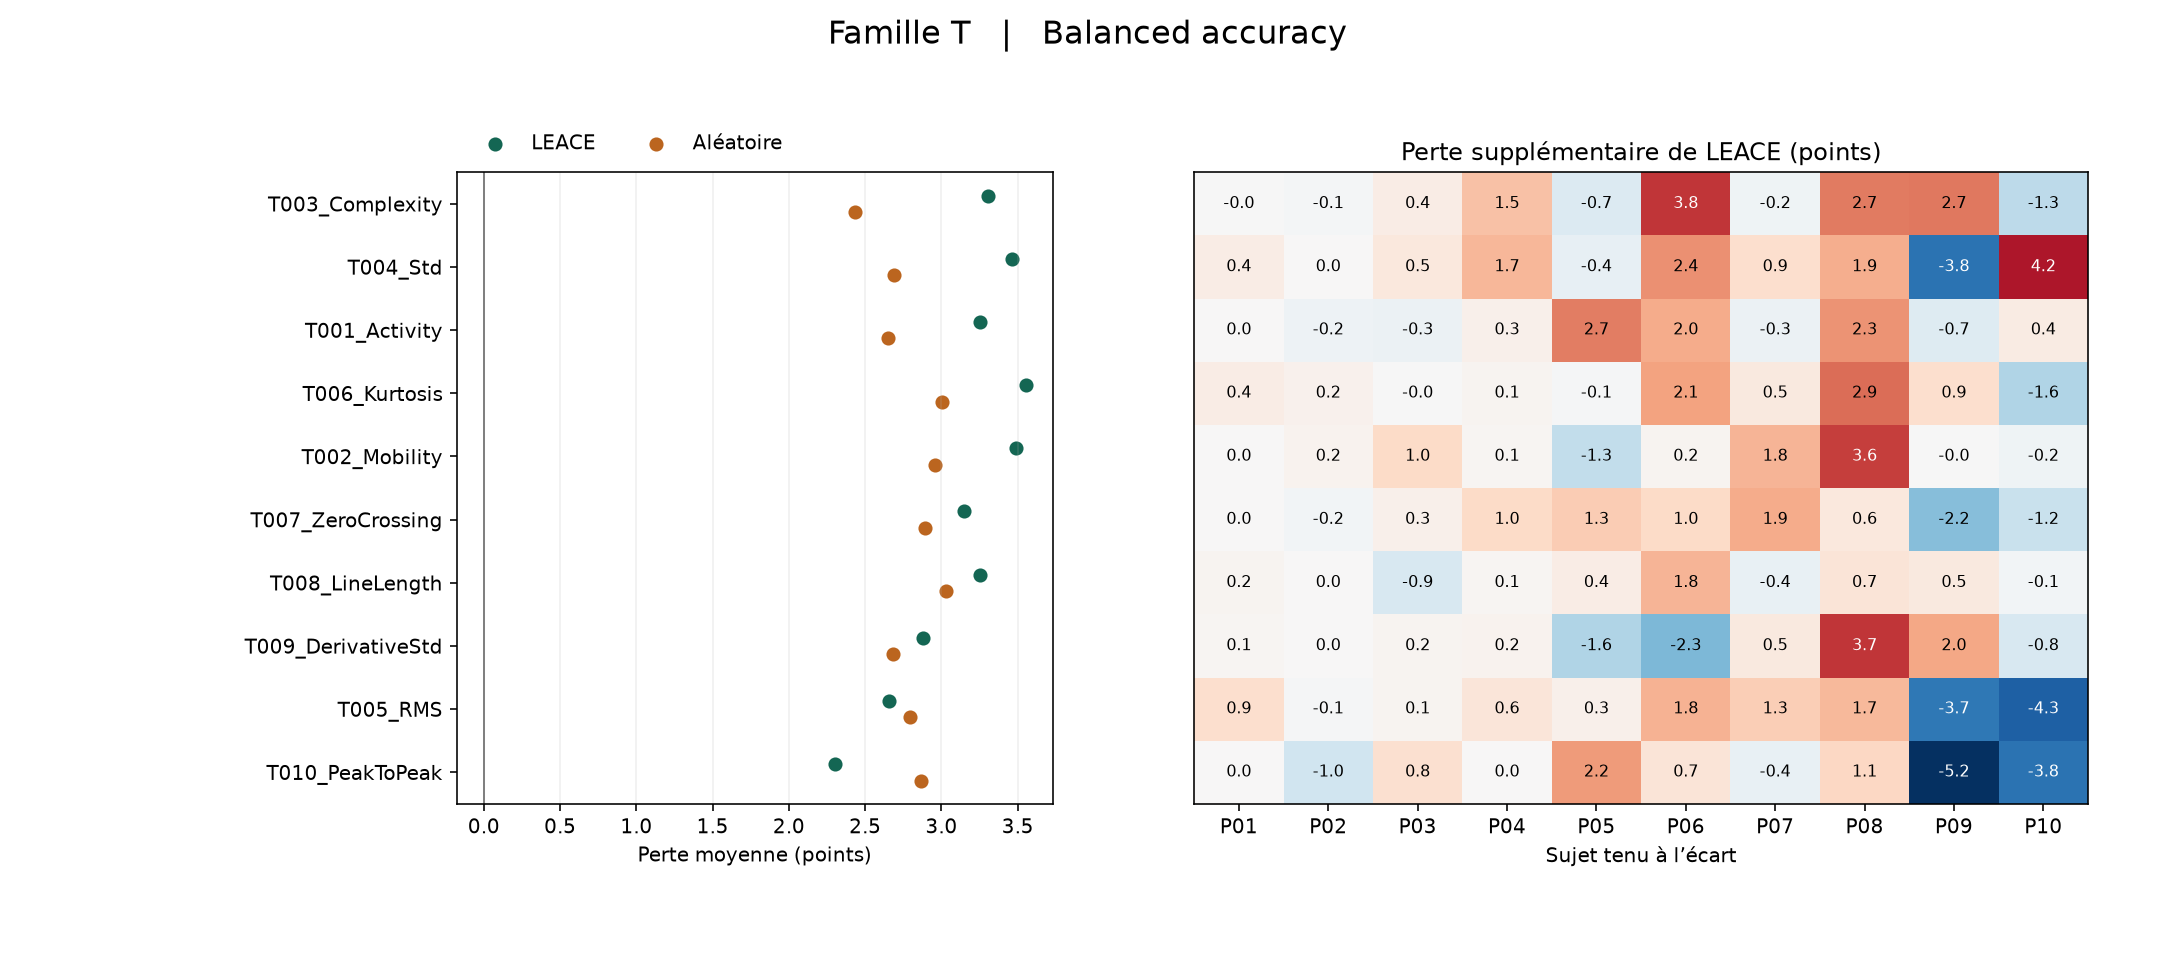 Famille T | Balanced accuracy
LEACE Aléatoire
T003_Complexity
T004_Std
T001_Activity
T006_Kurtosis
T002_Mobility
T007_ZeroCrossing
T008_LineLength
T009_DerivativeStd
T005_RMS
T010_PeakToPeak
0.0 0.5 1.0 1.5 2.0 2.5 3.0 3.5
Perte moyenne (points)
Perte supplémentaire de LEACE (points)
-0.0 -0.1 0.4 1.5 -0.7 3.8 -0.2 2.7 2.7 -1.3
0.4 0.0 0.5 1.7 -0.4 2.4 0.9 1.9 -3.8 4.2
0.0 -0.2 -0.3 0.3 2.7 2.0 -0.3 2.3 -0.7 0.4
0.4 0.2 -0.0 0.1 -0.1 2.1 0.5 2.9 0.9 -1.6
0.0 0.2 1.0 0.1 -1.3 0.2 1.8 3.6 -0.0 -0.2
0.0 -0.2 0.3 1.0 1.3 1.0 1.9 0.6 -2.2 -1.2
0.2 0.0 -0.9 0.1 0.4 1.8 -0.4 0.7 0.5 -0.1
0.1 0.0 0.2 0.2 -1.6 -2.3 0.5 3.7 2.0 -0.8
0.9 -0.1 0.1 0.6 0.3 1.8 1.3 1.7 -3.7 -4.3
0.0 -1.0 0.8 0.0 2.2 0.7 -0.4 1.1 -5.2 -3.8
P01 P02 P03 P04 P05 P06 P07 P08 P09 P10
Sujet tenu à l’écart